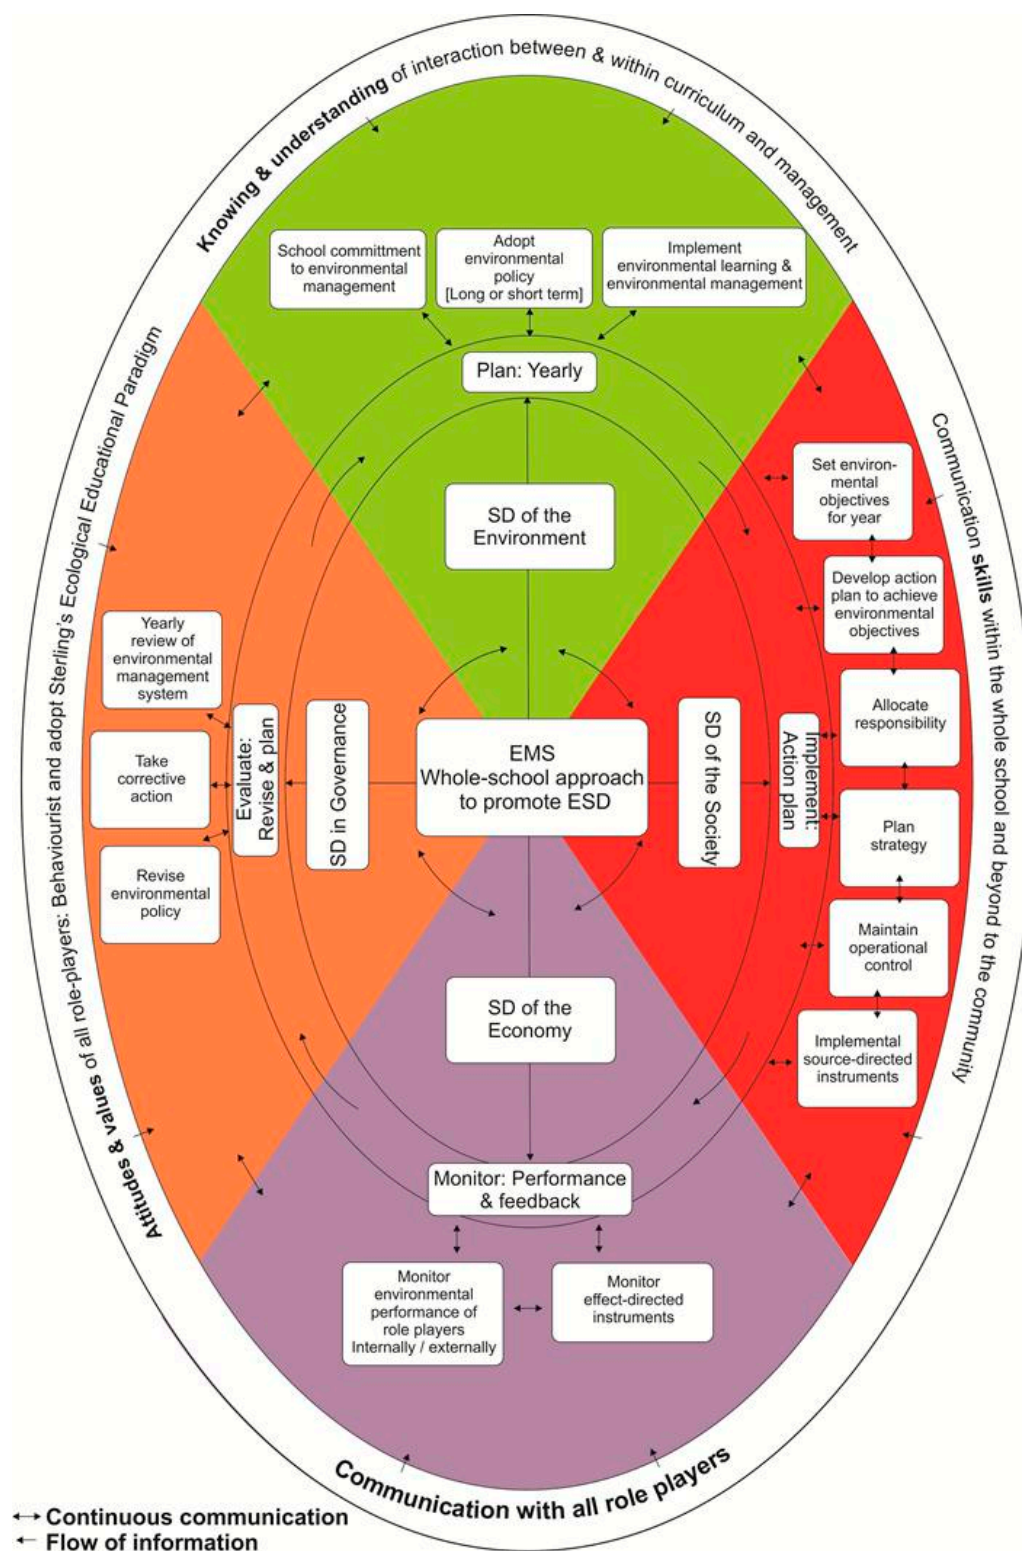 Knowing & understanding of interaction between & within curriculum and management
School committment
to environmental
management
Adopt
environmental
policy
[Long or short term]
Implement
environmental learning &
environmental management
Plan: Yearly
SD of the
Environment
Communication skills within the whole school and beyond to the community
Set environ-
mental
objectives
for year
Develop action
plan to achieve
environmental
objectives
Allocate
responsibility
Plan
strategy
Maintain
operational
control
Implemental
source-directed
instruments
Implement:
Action plan
SD of the Society
EMS
Whole-school approach
to promote ESD
SD in Governance
Evaluate:
Revise & plan
Yearly
review of
environmental
management
system
Take
corrective
action
Revise
environmental
policy
Attitudes & values of all role-players: Behaviourist and adopt Sterling's Ecological Educational Paradigm
SD of the
Economy
Monitor: Performance
& feedback
Monitor
environmental
performance of
role players
Internally / externally
Monitor
effect-directed
instruments
Communication with all role players
Continuous communication
Flow of information